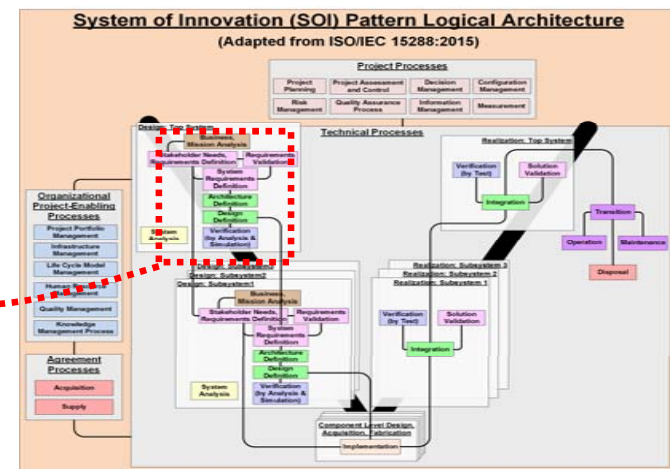 System of Innovation (SOI) Pattern Logical Architecture
(Adapted from ISO/IEC 15288:2015)
Project Processes
Project Planning
Project Assessment and Control
Decision Management
Configuration Management
Risk Management
Quality Assurance Process
Information Management
Measurement
Technical Processes
Design: Top System
Business,
Mission Analysis
Stakeholder Needs,
Requirements Definition
Requirements
Validation
System
Requirements
Definition
Architecture
Definition
Design
Definition
Verification
(by Analysis &
Simulation)
System
Analysis
Realization: Top System
Verification
(by Test)
Solution
Validation
Integration
Transition
Operation
Maintenance
Disposal
Organizational
Project-Enabling
Processes
Project Portfolio
Management
Infrastructure
Management
Life Cycle Model
Management
Human Resource
Management
Quality Management
Knowledge
Management Process
Agreement
Processes
Acquisition
Supply
Design: Subsystem3
Design: Subsystem2
Design: Subsystem1
Business,
Mission Analysis
Stakeholder Needs,
Requirements Definition
Requirements
Validation
System
Requirements
Definition
Architecture
Definition
Design
Definition
Verification
(by Analysis &
Simulation)
System
Analysis
Realization: Subsystem 3
Realization: Subsystem 2
Realization: Subsystem 1
Verification
(by Test)
Solution
Validation
Integration
Component Level Design,
Acquisition, Fabrication
Implementation